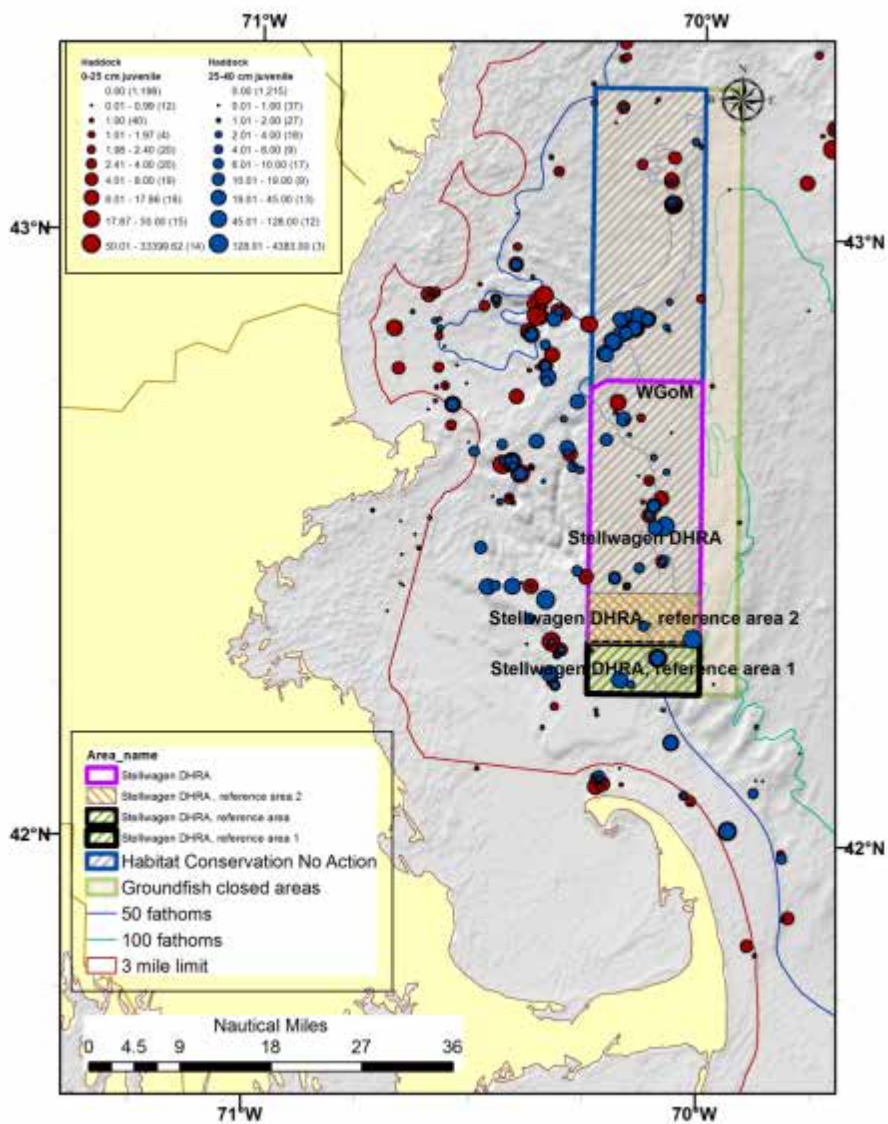 71°W
70°W
Haddock
0-25 cm juvenile
0.00 (1,198)
0.01 - 0.99 (12)
1.00 (40)
1.01 - 1.97 (4)
1.98 - 2.40 (20)
2.41 - 4.00 (20)
4.01 - 8.00 (19)
17.87 - 50.00 (15)
50.01 - 33399.62 (14)
Haddock
25-40 cm juvenile
0.00 (1,215)
0.01 - 1.00 (37)
1.01 - 2.00 (27)
2.01 - 4.00 (18)
4.01 - 6.00 (9)
6.01 - 10.00 (17)
10.01 - 19.00 (9)
19.01 - 45.00 (13)
45.01 - 128.00 (12)
128.01 - 4383.00 (3)
43°N
43°N
WGoM
Stellwagen DHRA
Stellwagen DHRA, reference area 2
Stellwagen DHRA, reference area 1
Area_name
Stellwagen DHRA
Stellwagen DHRA, reference area 2
Stellwagen DHRA, reference area
Stellwagen DHRA, reference area 1
Habitat Conservation No Action
Groundfish closed areas
50 fathoms
100 fathoms
3 mile limit
42°N
42°N
Nautical Miles
0 4.5 9 18 27 36
71°W
70°W